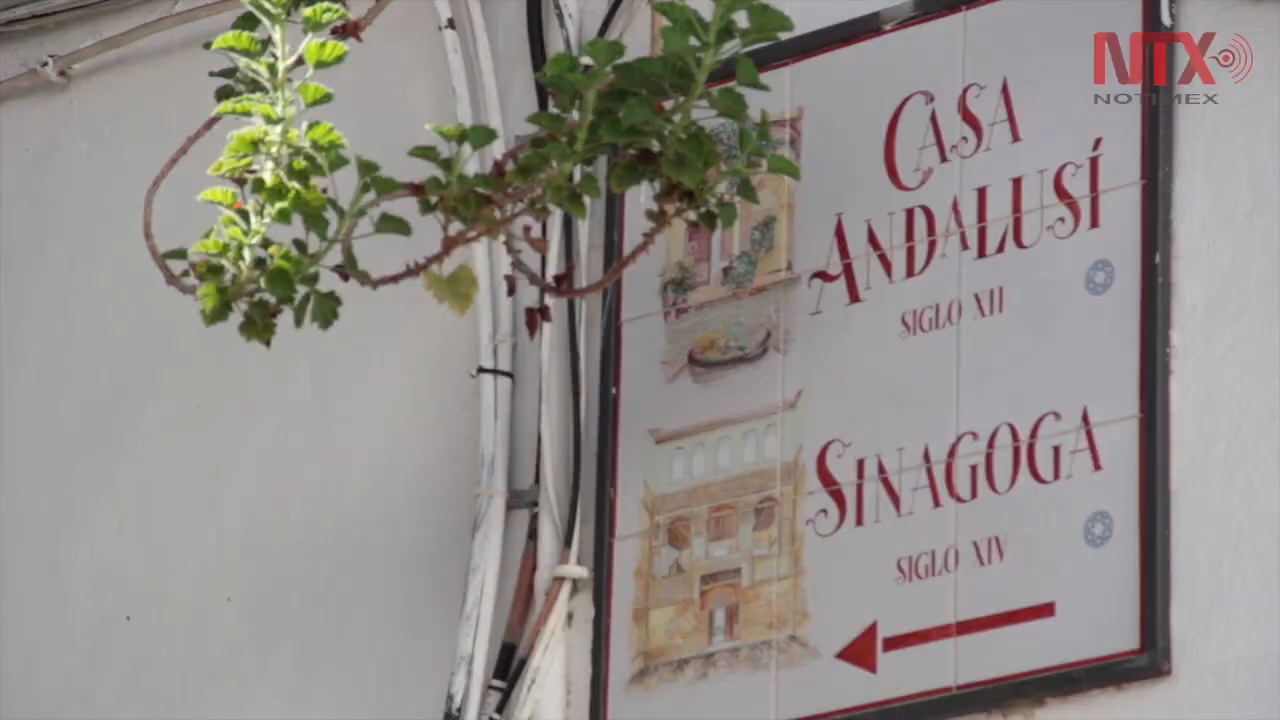 NTX
NOTIMEX
CASA
ANDALUSÍ
SIGLO XII
SINAGOGA
SIGLO XIV